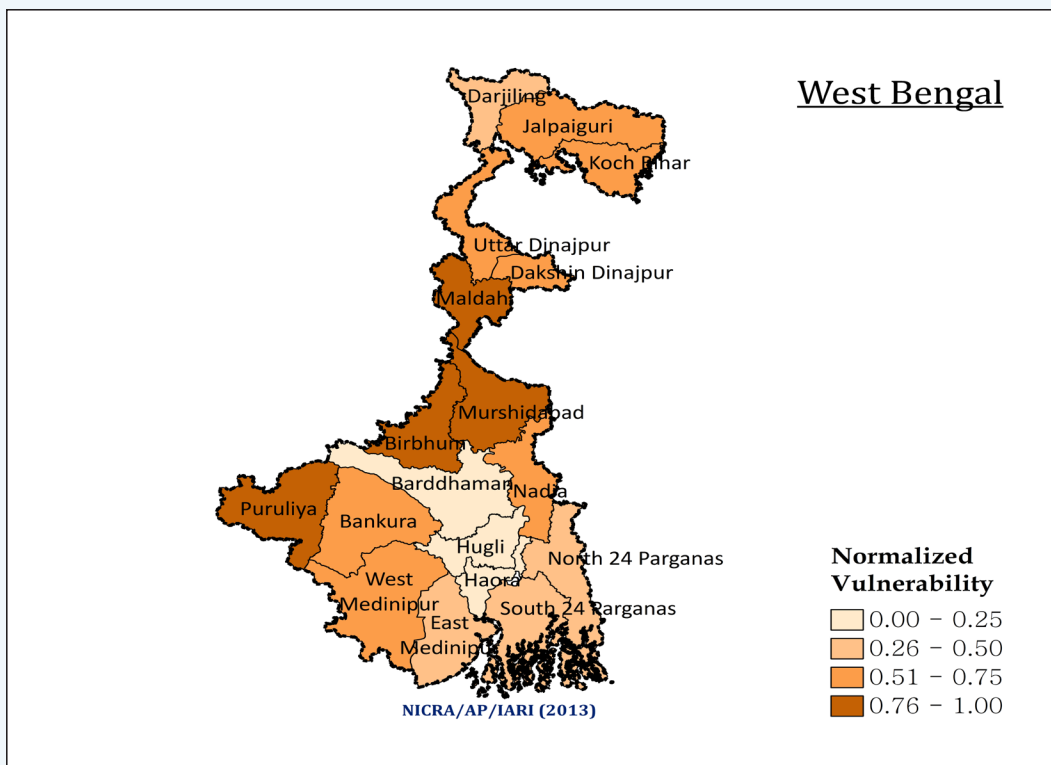 West Bengal
Darjiling
Jalpaiguri
Koch Bihar
Uttar Dinajpur
Dakshin Dinajpur
Maldah
Murshidabad
Birbhum
Barddhaman
Nadia
Puruliya
Bankura
Hugli
North 24 Parganas
Haora
West
Medinipur
South 24 Parganas
East
Medinipur
Normalized
Vulnerability
0.00 - 0.25
0.26 - 0.50
0.51 - 0.75
0.76 - 1.00
NICRA/AP/IARI (2013)